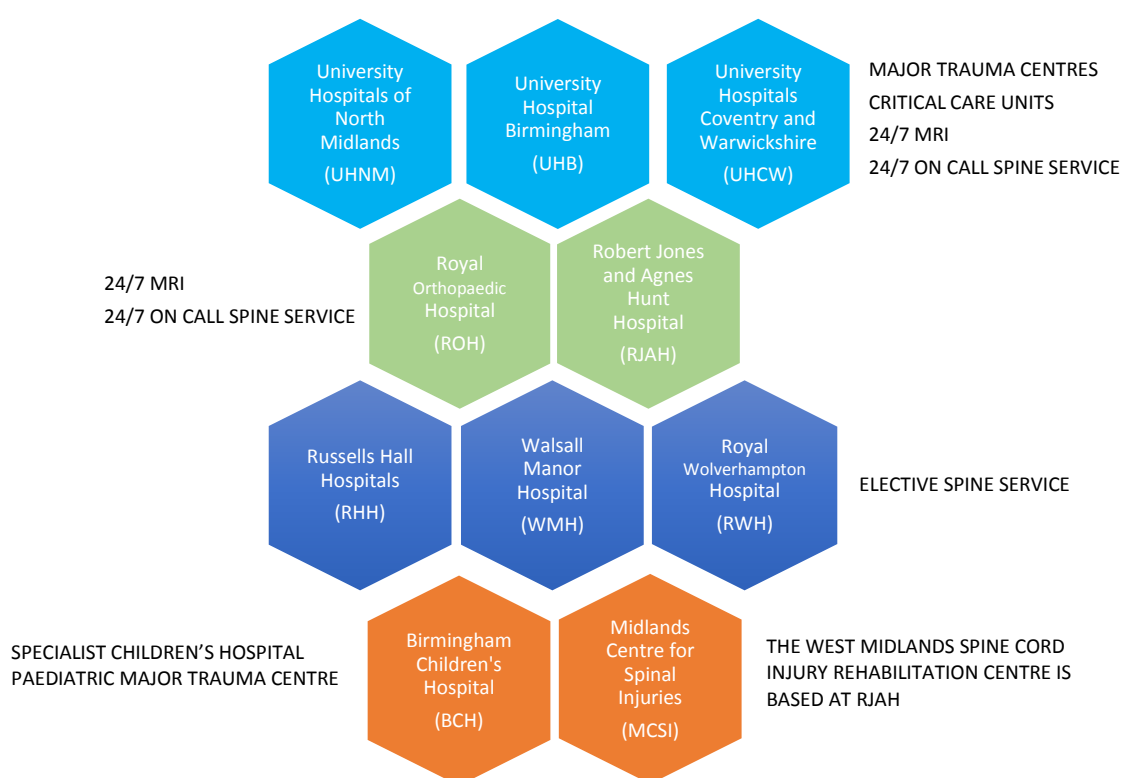 University
Hospitals of
North
Midlands
(UHNM)
University
Hospital
Birmingham
(UHB)
University
Hospitals
Coventry and
Warwickshire
(UHCW)
MAJOR TRAUMA CENTRES
CRITICAL CARE UNITS
24/7 MRI
24/7 ON CALL SPINE SERVICE
24/7 MRI
24/7 ON CALL SPINE SERVICE
Royal
Orthopaedic
Hospital
(ROH)
Robert Jones
and Agnes
Hunt
Hospital
(RJAH)
Russells Hall
Hospitals
(RHH)
Walsall
Manor
Hospital
(WMH)
Royal
Wolverhampton
Hospital
(RWH)
ELECTIVE SPINE SERVICE
SPECIALIST CHILDREN’S HOSPITAL
PAEDIATRIC MAJOR TRAUMA CENTRE
Birmingham
Children's
Hospital
(BCH)
Midlands
Centre for
Spinal
Injuries
(MCSI)
THE WEST MIDLANDS SPINE CORD
INJURY REHABILITATION CENTRE IS
BASED AT RJAH